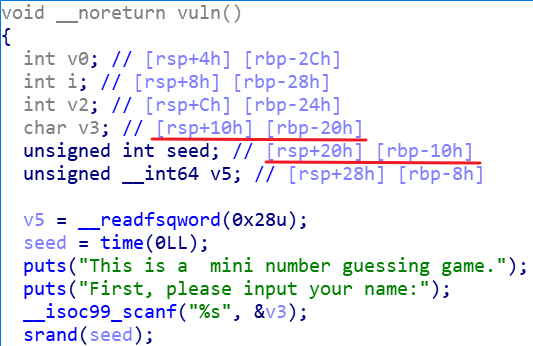 void __noreturn vuln()
{
int v0; // [rsp+4h] [rbp-2Ch]
int i; // [rsp+8h] [rbp-28h]
int v2; // [rsp+Ch] [rbp-24h]
char v3; // [rsp+10h] [rbp-20h]
unsigned int seed; // [rsp+20h] [rbp-10h]
unsigned __int64 v5; // [rsp+28h] [rbp-8h]
v5 = __readfsqword(0x28u);
seed = time(0LL);
puts("This is a  mini number guessing game.");
puts("First, please input your name:");
__isoc99_scanf("%s", &v3);
srand(seed);